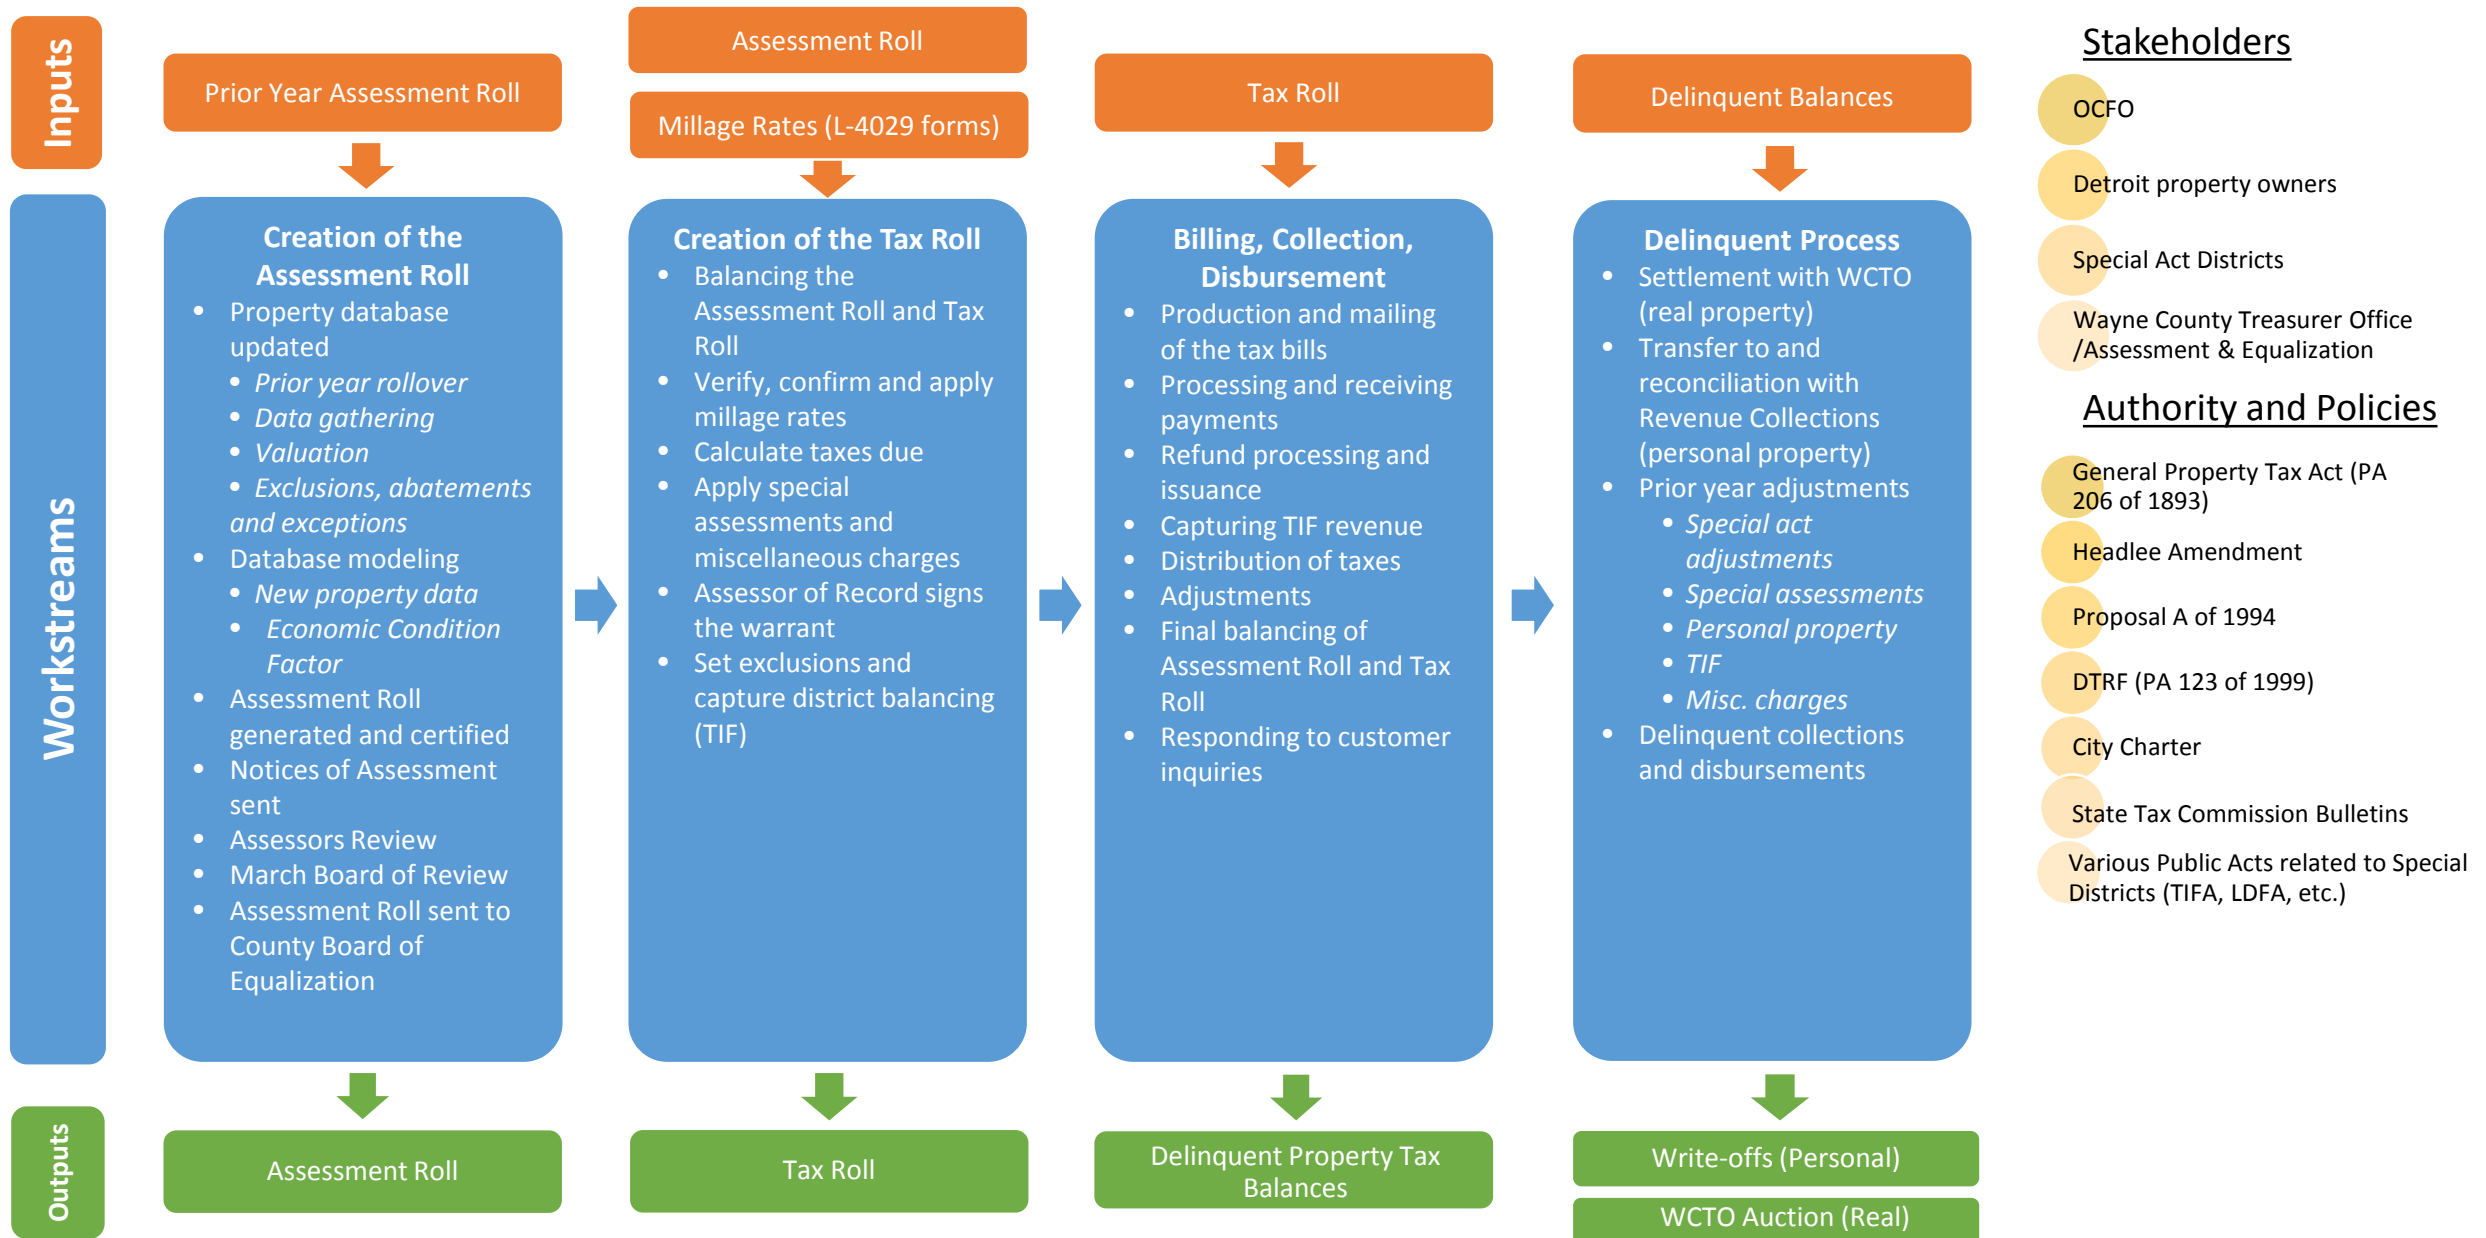 Inputs
Prior Year Assessment Roll
Assessment Roll
Millage Rates (L-4029 forms)
Tax Roll
Delinquent Balances
Workstreams
Creation of the
Assessment Roll
• Property database
updated
• Prior year rollover
• Data gathering
• Valuation
• Exclusions, abatements
and exceptions
• Database modeling
• New property data
• Economic Condition
Factor
• Assessment Roll
generated and certified
• Notices of Assessment
sent
• Assessors Review
• March Board of Review
• Assessment Roll sent to
County Board of
Equalization
Creation of the Tax Roll
• Balancing the
Assessment Roll and Tax
Roll
• Verify, confirm and apply
millage rates
• Calculate taxes due
• Apply special
assessments and
miscellaneous charges
• Assessor of Record signs
the warrant
• Set exclusions and
capture district balancing
(TIF)
Billing, Collection,
Disbursement
• Production and mailing
of the tax bills
• Processing and receiving
payments
• Refund processing and
issuance
• Capturing TIF revenue
• Distribution of taxes
• Adjustments
• Final balancing of
Assessment Roll and Tax
Roll
• Responding to customer
inquiries
Delinquent Process
• Settlement with WCTO
(real property)
• Transfer to and
reconciliation with
Revenue Collections
(personal property)
• Prior year adjustments
• Special act
adjustments
• Special assessments
• Personal property
• TIF
• Misc. charges
• Delinquent collections
and disbursements
Outputs
Assessment Roll
Tax Roll
Delinquent Property Tax
Balances
Write-offs (Personal)
WCTO Auction (Real)
Stakeholders
OCFO
Detroit property owners
Special Act Districts
Wayne County Treasurer Office
/Assessment & Equalization
Authority and Policies
General Property Tax Act (PA
206 of 1893)
Headlee Amendment
Proposal A of 1994
DTRF (PA 123 of 1999)
City Charter
State Tax Commission Bulletins
Various Public Acts related to Special
Districts (TIFA, LDFA, etc.)